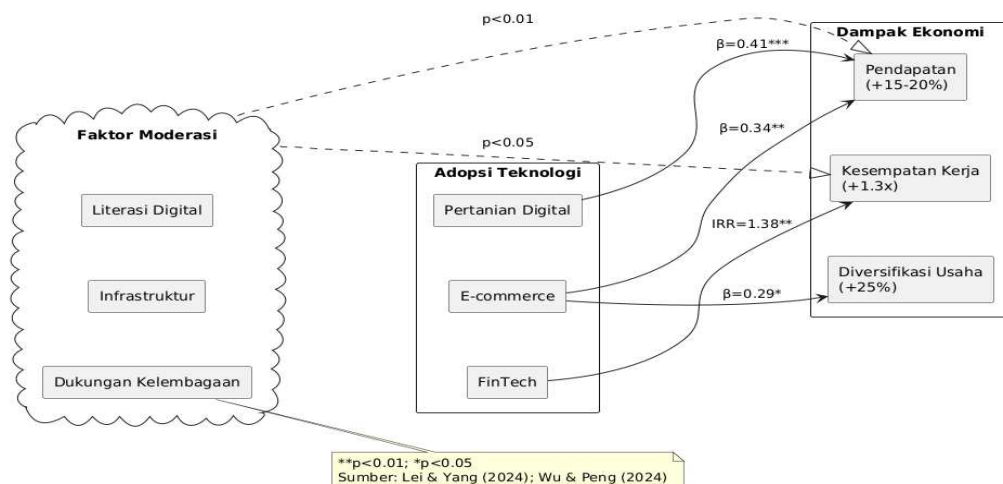 p<0.01
Dampak Ekonomi
β=0.41***
Pendapatan
(+15-20%)
Faktor Moderasi
β=0.34**
p<0.05
Adopsi Teknologi
Kesempatan Kerja
(+1.3x)
Literasi Digital
Pertanian Digital
IRR=1.38**
Diversifikasi Usaha
(+25%)
Infrastruktur
E-commerce
β=0.29*
Dukungan Kelembagaan
FinTech
**p<0.01; *p<0.05
Sumber: Lei & Yang (2024); Wu & Peng (2024)